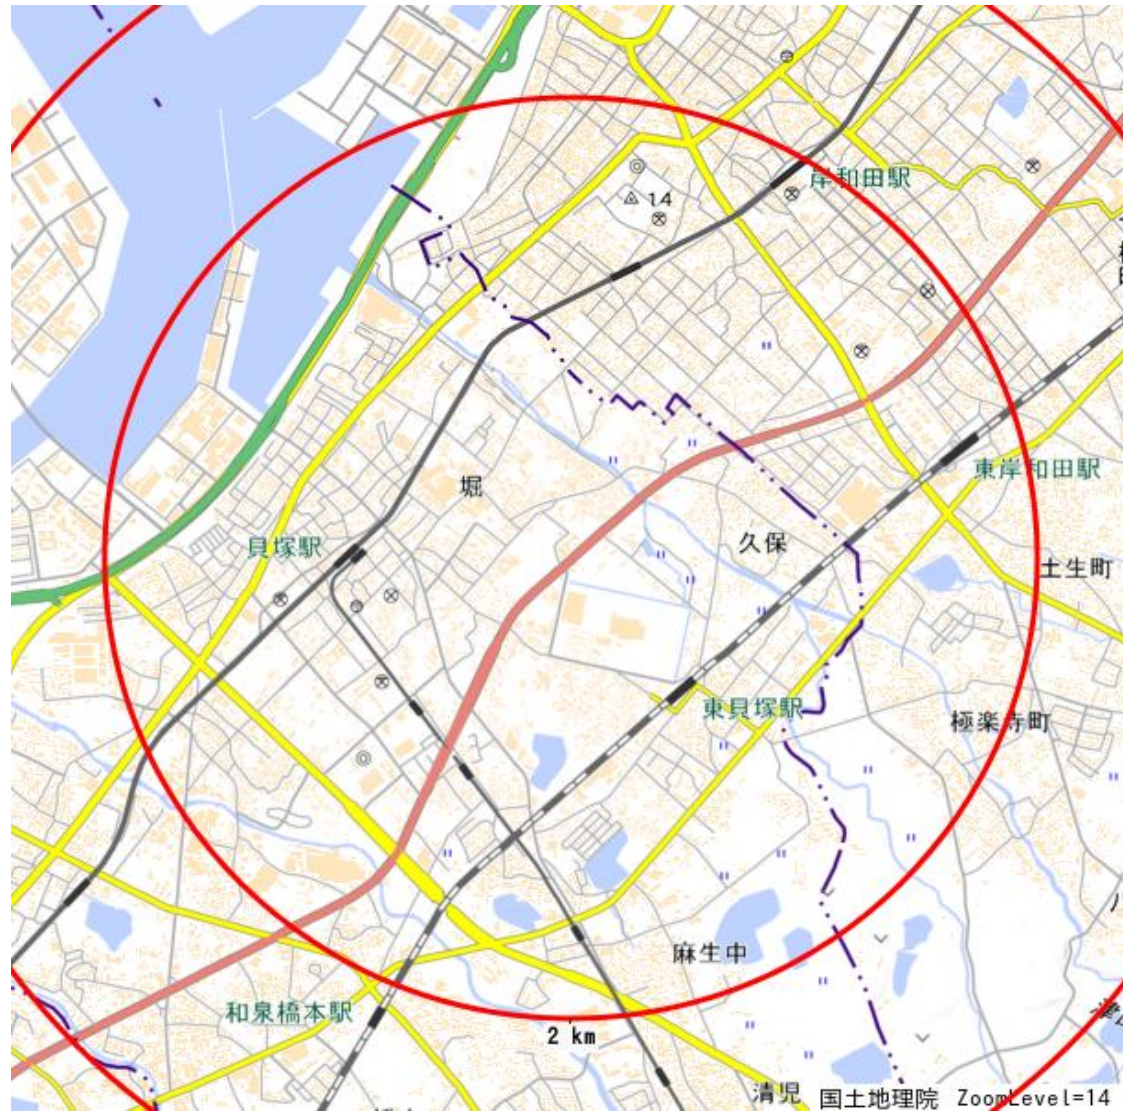 14
岸和田駅
堀
東岸和田駅
貝塚駅
久保
土生町
東貝塚駅
極楽寺町
麻生中
和泉橋本駅
2 km
清児
国土地理院 ZoomLevel=14